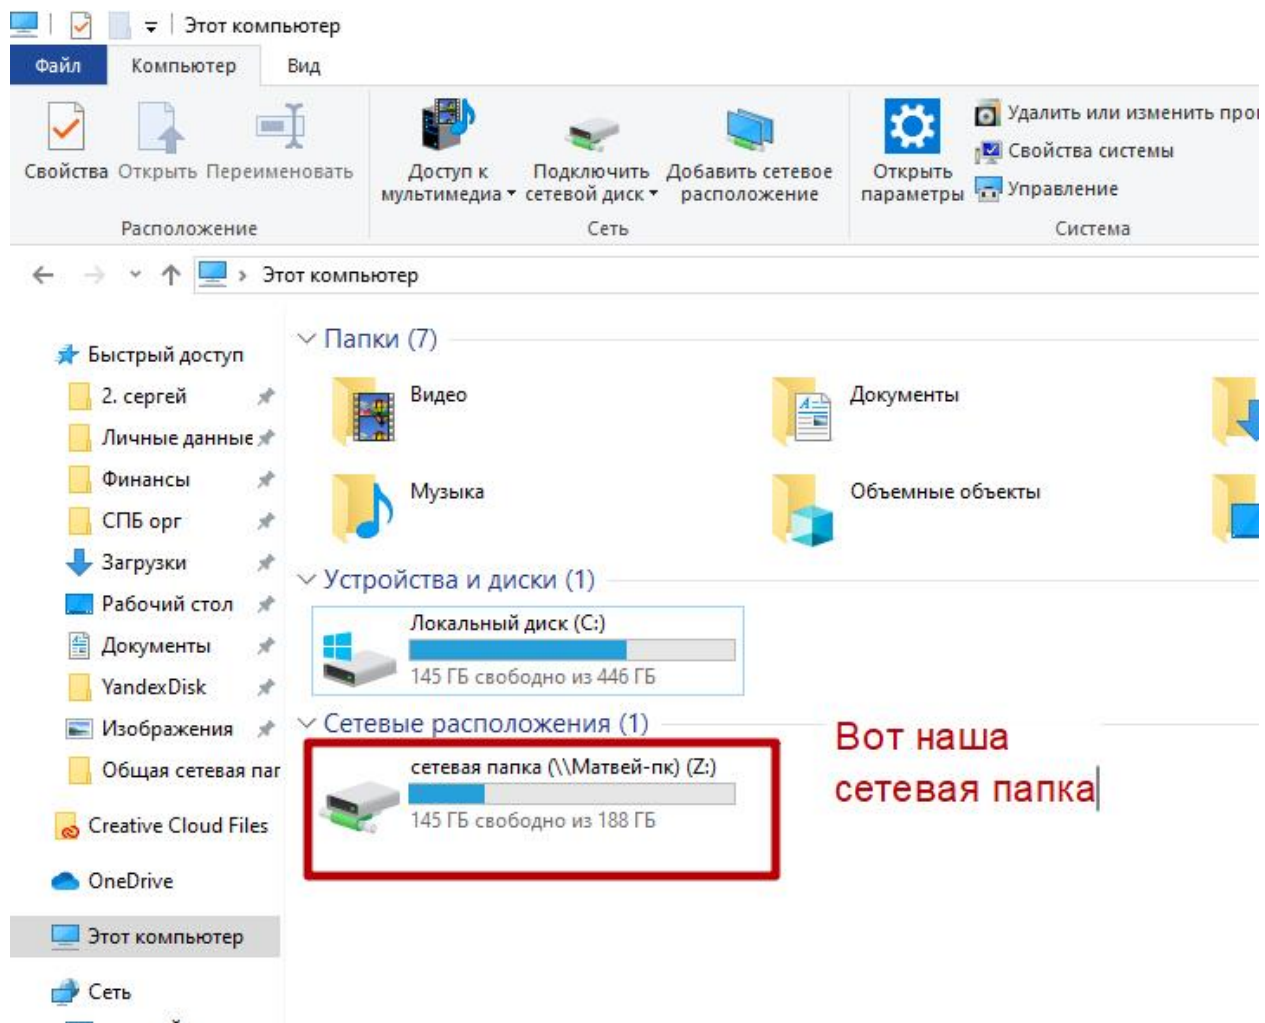 Этот компьютер
Файл Компьютер Вид
Свойства Открыть Переименовать
Доступ к мультимедиа
Подключить сетевой диск
Добавить сетевое расположение
Открыть параметры
Удалить или изменить
Свойства системы
Управление
Расположение Сеть Система
Этот компьютер
Быстрый доступ
2. сергей
Личные данные
Финансы
СПБ орг
Загрузки
Рабочий стол
Документы
YandexDisk
Изображения
Общая сетевая пап
Creative Cloud Files
OneDrive
Этот компьютер
Сеть
Папки (7)
Видео
Документы
Музыка
Объемные объекты
Устройства и диски (1)
Локальный диск (C:)
145 ГБ свободно из 446 ГБ
Сетевые расположения (1)
сетевая папка (\\Матвей-пк) (Z:)
145 ГБ свободно из 188 ГБ
Вот наша
сетевая папка